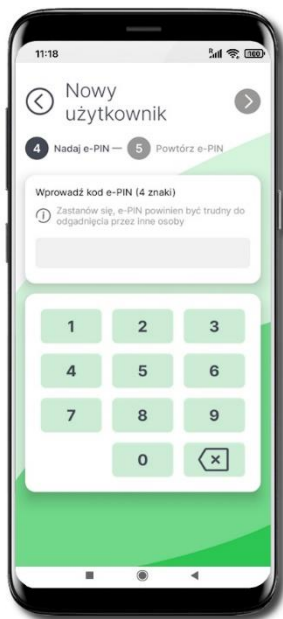 11:18
100
Nowy
użytkownik
4 Nadaj e-PIN — 5 Powtórz e-PIN
Wprowadź kod e-PIN (4 znaki)
Zastanów się, e-PIN powinien być trudny do
odgadnięcia przez inne osoby
1 2 3
4 5 6
7 8 9
0